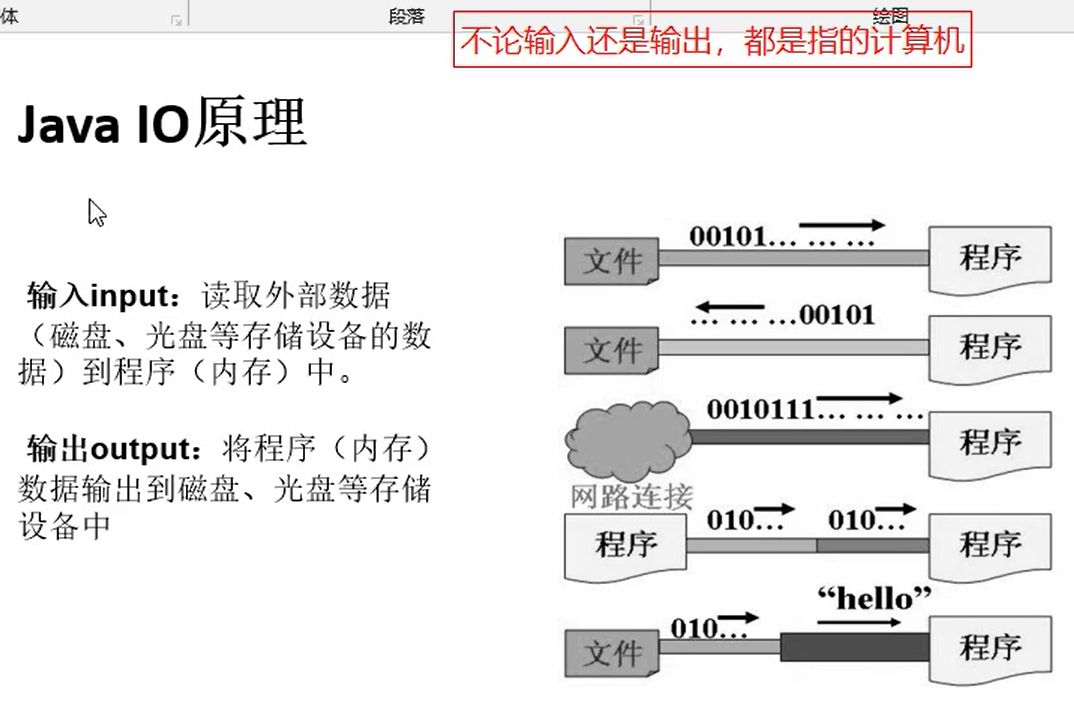 体
段落
绘图
不论输入还是输出，都是指的计算机
Java IO原理
输入input：读取外部数据
（磁盘、光盘等存储设备的数
据）到程序（内存）中。
输出output：将程序（内存）
数据输出到磁盘、光盘等存储
设备中
00101… … …
文件
程序
… … …00101
文件
程序
0010111… … …
程序
网路连接
010…
010…
程序
程序
“hello”
010…
文件
程序